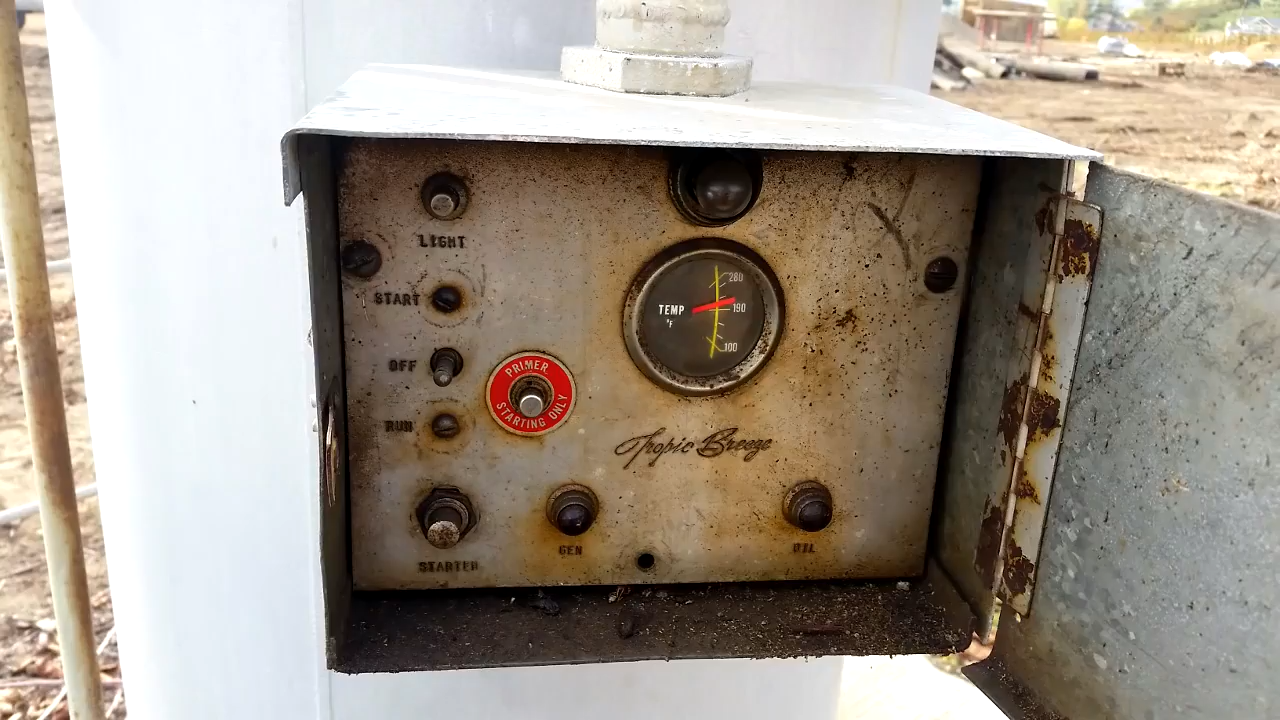 LIGHT
START
280
TEMP
°F
190
100
OFF
PRIMER
STARTING ONLY
RUN
Tropic Breeze
GEN
OIL
STARTER